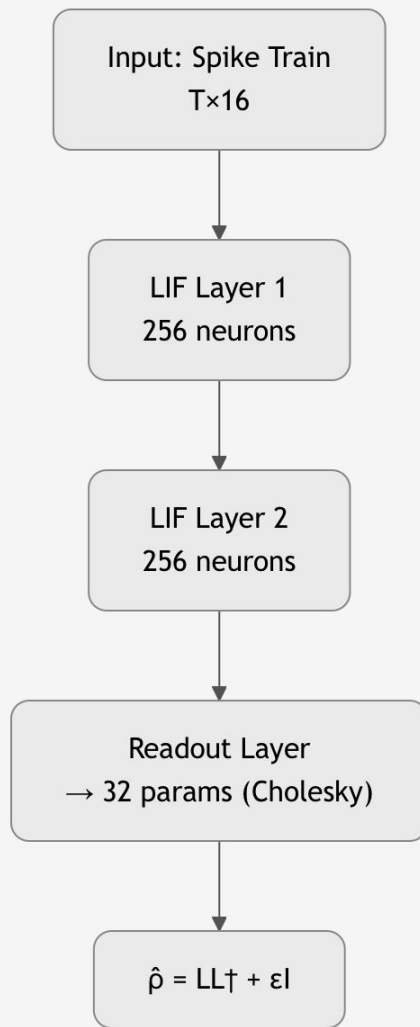 Input: Spike Train
T×16
LIF Layer 1
256 neurons
LIF Layer 2
256 neurons
Readout Layer
→ 32 params (Cholesky)
ρ̂ = LL† + εI